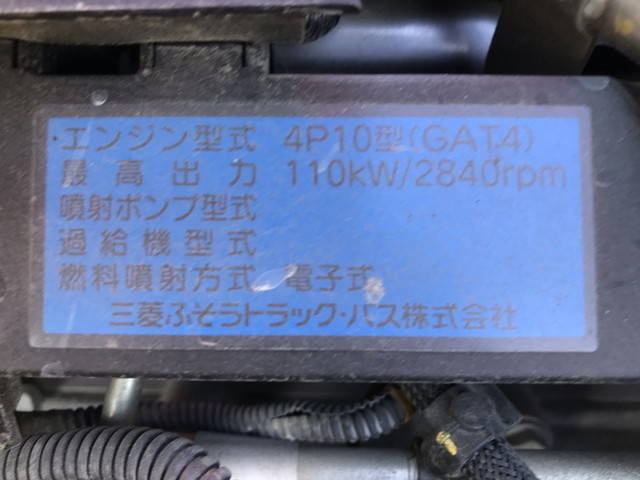 ・エンジン型式 4P10型(GAT4)
最高出力 110kW/2840rpm
噴射ポンプ型式
過給機型式
燃料噴射方式 電子式
三菱ふそうトラック・バス株式会社